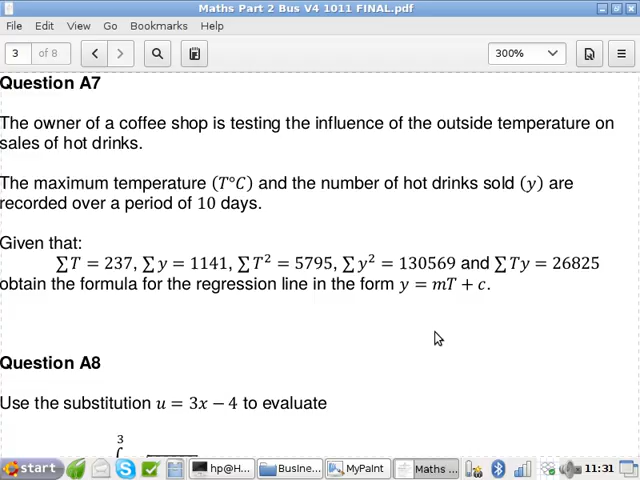 Maths Part 2 Bus V4 1011 FINAL.pdf
File Edit View Go Bookmarks Help
3 of 8 300%
Question A7
The owner of a coffee shop is testing the influence of the outside temperature on
sales of hot drinks.
The maximum temperature (T°C) and the number of hot drinks sold (y) are
recorded over a period of 10 days.
Given that:
∑T = 237, ∑y = 1141, ∑T² = 5795, ∑y² = 130569 and ∑Ty = 26825
obtain the formula for the regression line in the form y = mT + c.
Question A8
Use the substitution u = 3x − 4 to evaluate
3
start hp@H... Busine... MyPaint Maths ... 11:31